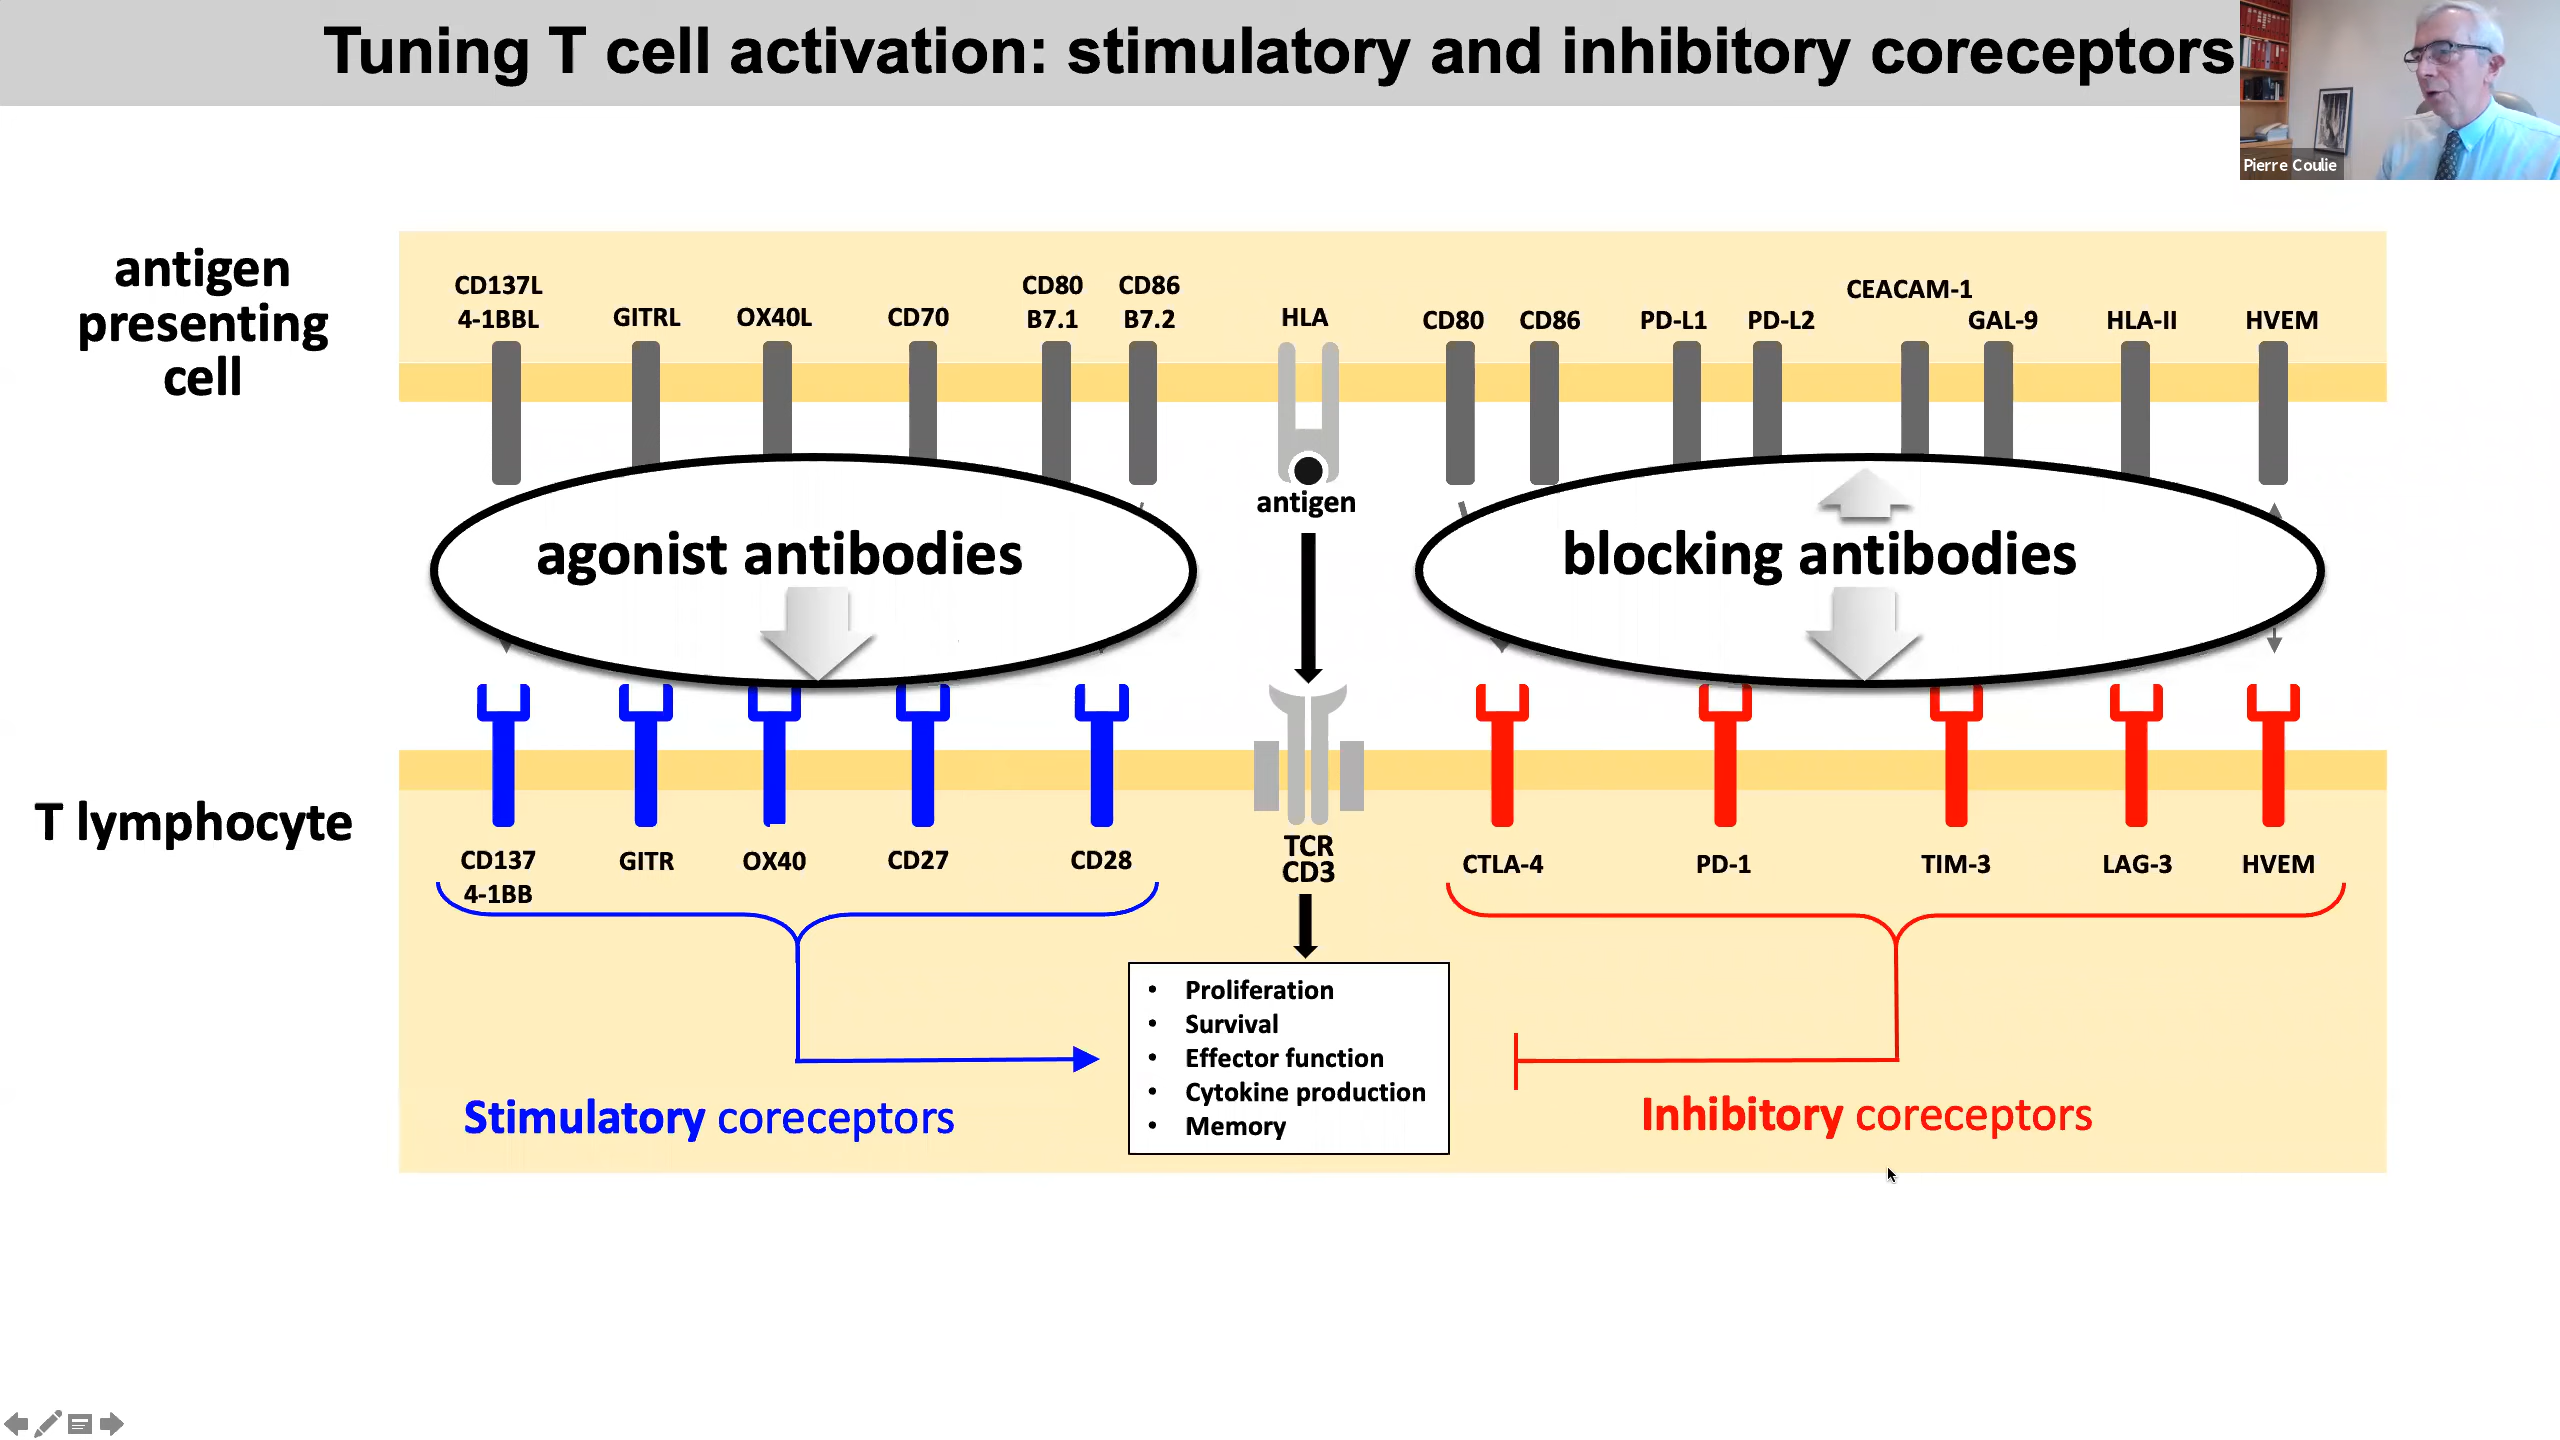 Tuning T cell activation: stimulatory and inhibitory coreceptors
Pierre Coulie
antigen
presenting
cell
CD137L
4-1BBL
GITRL
OX40L
CD70
CD80
B7.1
CD86
B7.2
HLA
CD80
CD86
PD-L1
PD-L2
CEACAM-1
GAL-9
HLA-II
HVEM
antigen
agonist antibodies
blocking antibodies
T lymphocyte
CD137
4-1BB
GITR
OX40
CD27
CD28
TCR
CD3
CTLA-4
PD-1
TIM-3
LAG-3
HVEM
• Proliferation
• Survival
• Effector function
• Cytokine production
• Memory
Stimulatory coreceptors
Inhibitory coreceptors